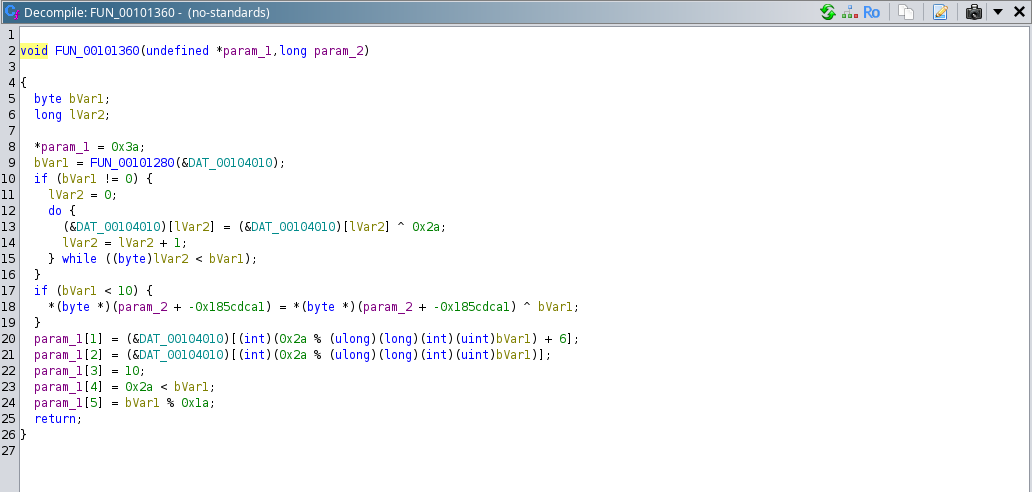 Decompile: FUN_00101360 - (no-standards)
Ro
1
2 void FUN_00101360(undefined *param_1,long param_2)
3
4 {
5 byte bVar1;
6 long lVar2;
7
8 *param_1 = 0x3a;
9 bVar1 = FUN_00101280(&DAT_00104010);
10 if (bVar1 != 0) {
11 lVar2 = 0;
12 do {
13 (&DAT_00104010)[lVar2] = (&DAT_00104010)[lVar2] ^ 0x2a;
14 lVar2 = lVar2 + 1;
15 } while ((byte)lVar2 < bVar1);
16 }
17 if (bVar1 < 10) {
18 *(byte *)(param_2 + -0x185cdca1) = *(byte *)(param_2 + -0x185cdca1) ^ bVar1;
19 }
20 param_1[1] = (&DAT_00104010)[(int)(0x2a % (ulong)(long)(int)(uint)bVar1) + 6];
21 param_1[2] = (&DAT_00104010)[(int)(0x2a % (ulong)(long)(int)(uint)bVar1)];
22 param_1[3] = 10;
23 param_1[4] = 0x2a < bVar1;
24 param_1[5] = bVar1 % 0x1a;
25 return;
26 }
27